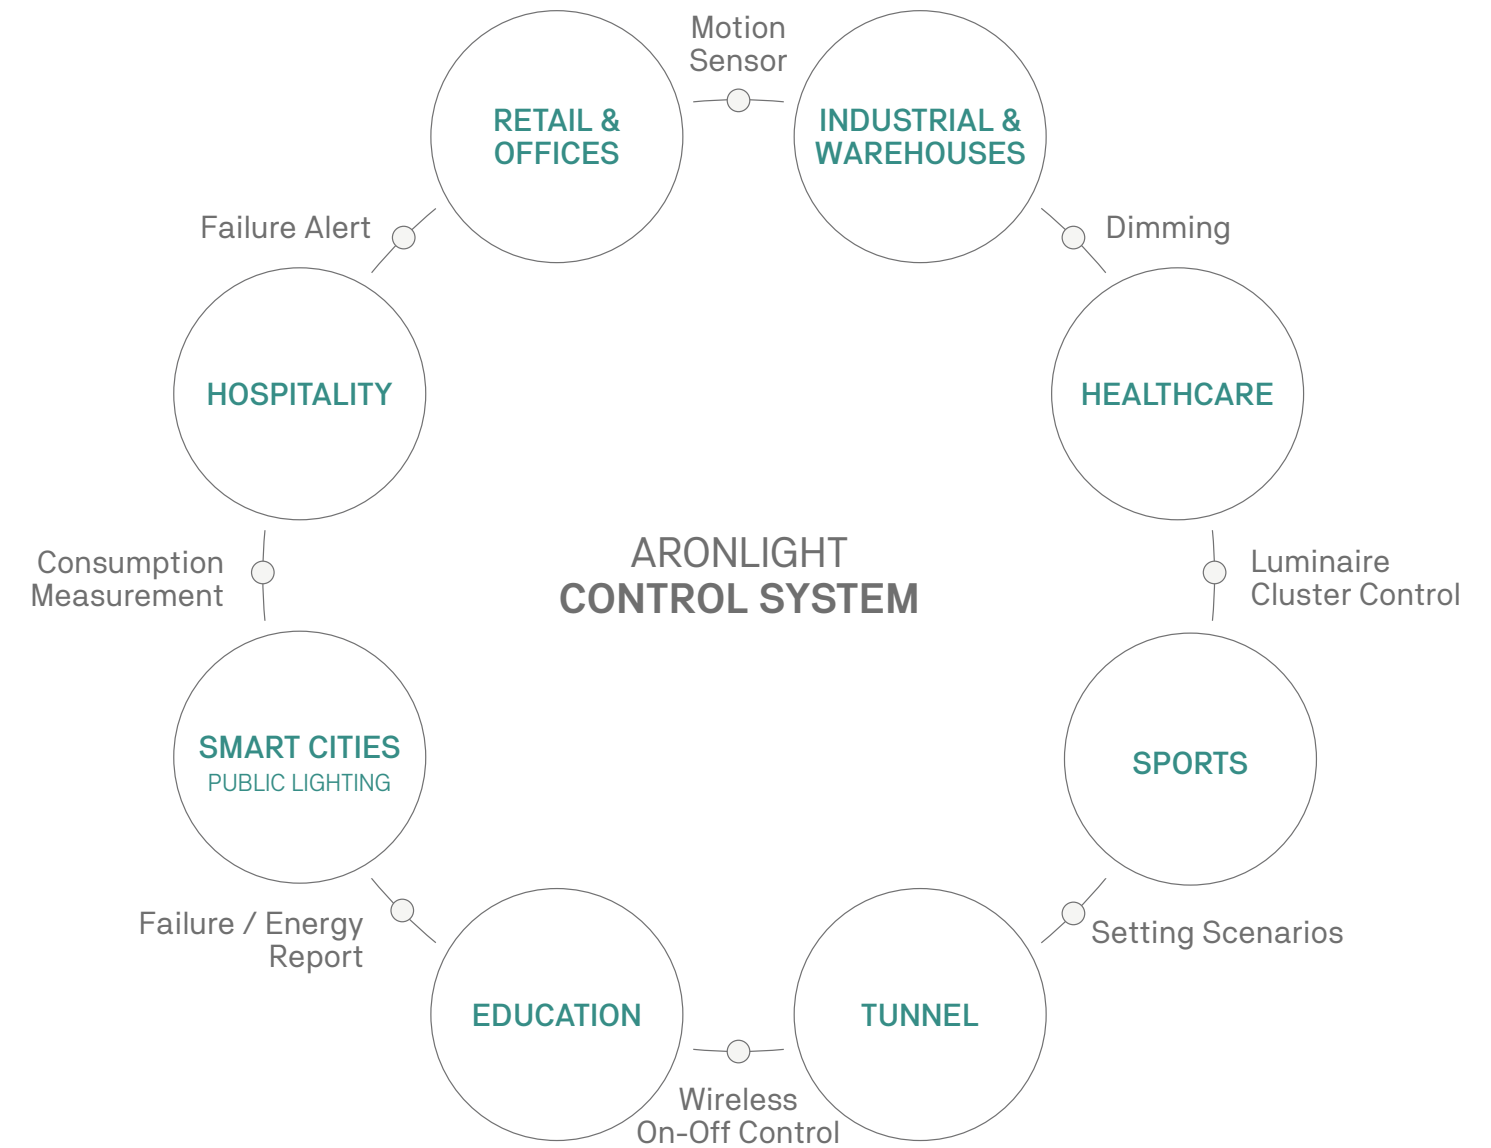 Motion
Sensor
RETAIL &
OFFICES
INDUSTRIAL &
WAREHOUSES
Failure Alert
Dimming
HOSPITALITY
HEALTHCARE
ARONLIGHT
CONTROL SYSTEM
Consumption
Measurement
Luminaire
Cluster Control
SMART CITIES
PUBLIC LIGHTING
SPORTS
Failure / Energy
Report
Setting Scenarios
EDUCATION
TUNNEL
Wireless
On-Off Control